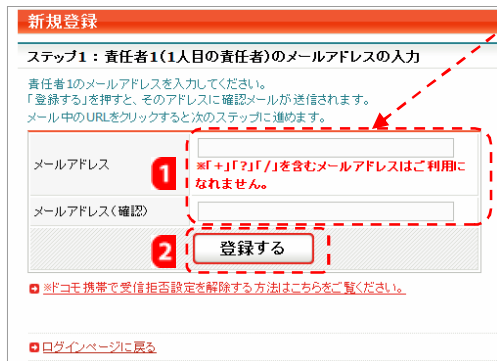 新規登録
ステップ1：責任者1(1人目の責任者)のメールアドレスの入力
責任者1のメールアドレスを入力してください。
「登録する」を押すと、そのアドレスに確認メールが送信されます。
メール中のURLをクリックすると次のステップに進めます。
メールアドレス
1
※「+」「?」「/」を含むメールアドレスはご利用に
なれません。
メールアドレス(確認)
2
登録する
※ドコモ携帯で受信拒否設定を解除する方法はこちらをご覧ください。
ログインページに戻る